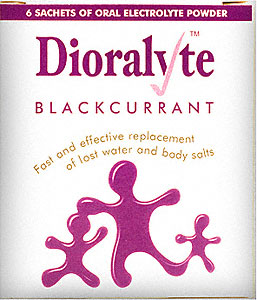 6 SACHETS OF ORAL ELECTROLYTE POWDER
Dioralyte™
BLACKCURRANT
Fast and effective replacement
of lost water and body salts